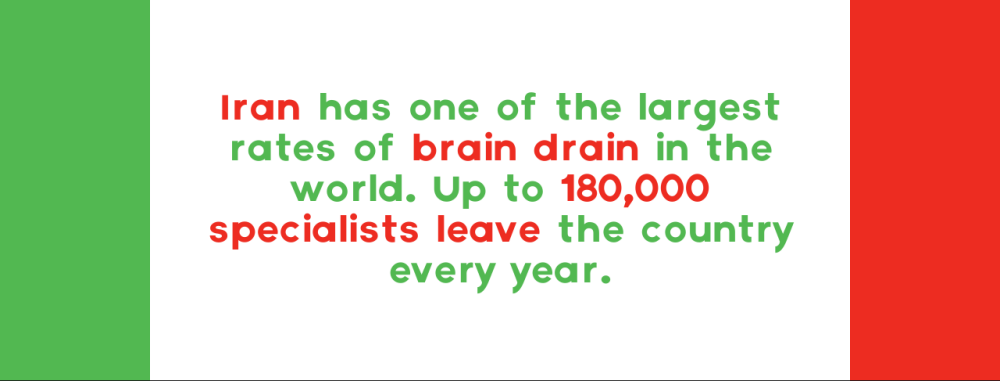 Iran has one of the largest
rates of brain drain in the
world. Up to 180,000
specialists leave the country
every year.